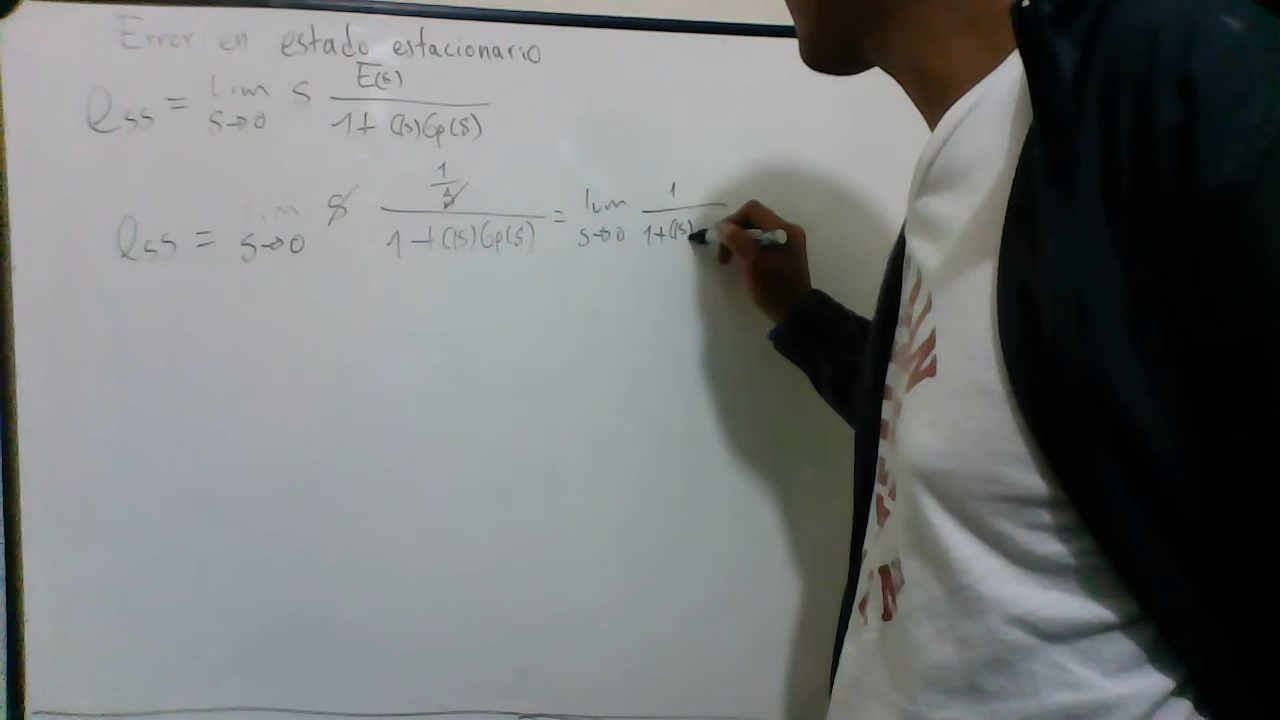 Error en estado estacionario
ess = lim s→0 s E(s) / 1+ C(s)Gp(s)
ess = lim s→0 s 1/s / 1+C(s)Gp(s) = lim s→0 1 / 1+C(s)